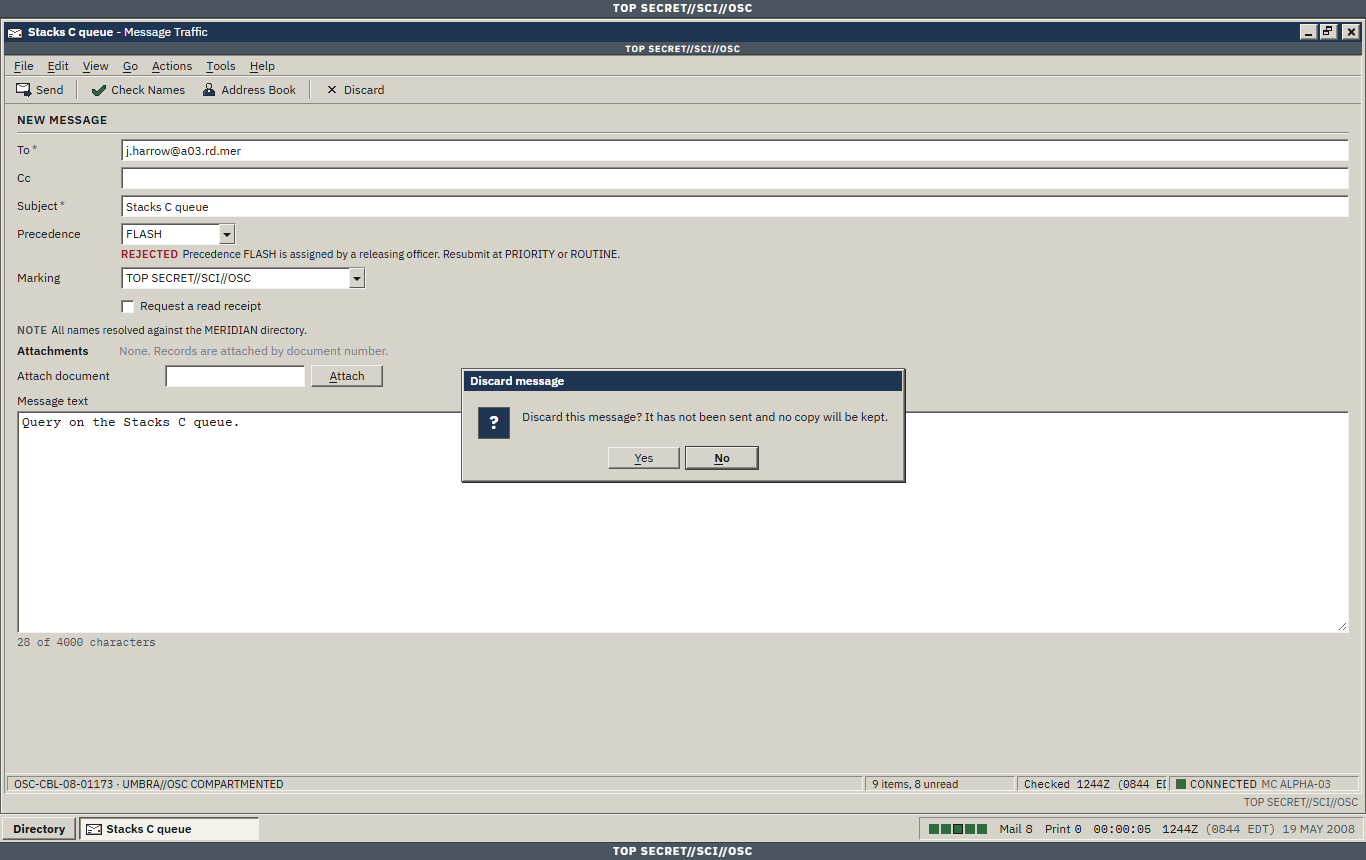 TOP SECRET//SCI//OSC
Stacks C queue - Message Traffic
TOP SECRET//SCI//OSC
File Edit View Go Actions Tools Help
Send Check Names Address Book Discard
NEW MESSAGE
To * j.harrow@a03.rd.mer
Cc
Subject * Stacks C queue
Precedence FLASH
REJECTED Precedence FLASH is assigned by a releasing officer. Resubmit at PRIORITY or ROUTINE.
Marking TOP SECRET//SCI//OSC
Request a read receipt
NOTE All names resolved against the MERIDIAN directory.
Attachments None. Records are attached by document number.
Attach document Attach
Message text
Query on the Stacks C queue.
Discard message
? Discard this message? It has not been sent and no copy will be kept.
Yes No
28 of 4000 characters
OSC-CBL-08-01173 · UMBRA//OSC COMPARTMENTED 9 items, 8 unread Checked 1244Z (0844 ED CONNECTED MC ALPHA-03
TOP SECRET//SCI//OSC
Directory Stacks C queue Mail 8 Print 0 00:00:05 1244Z (0844 EDT) 19 MAY 2008
TOP SECRET//SCI//OSC